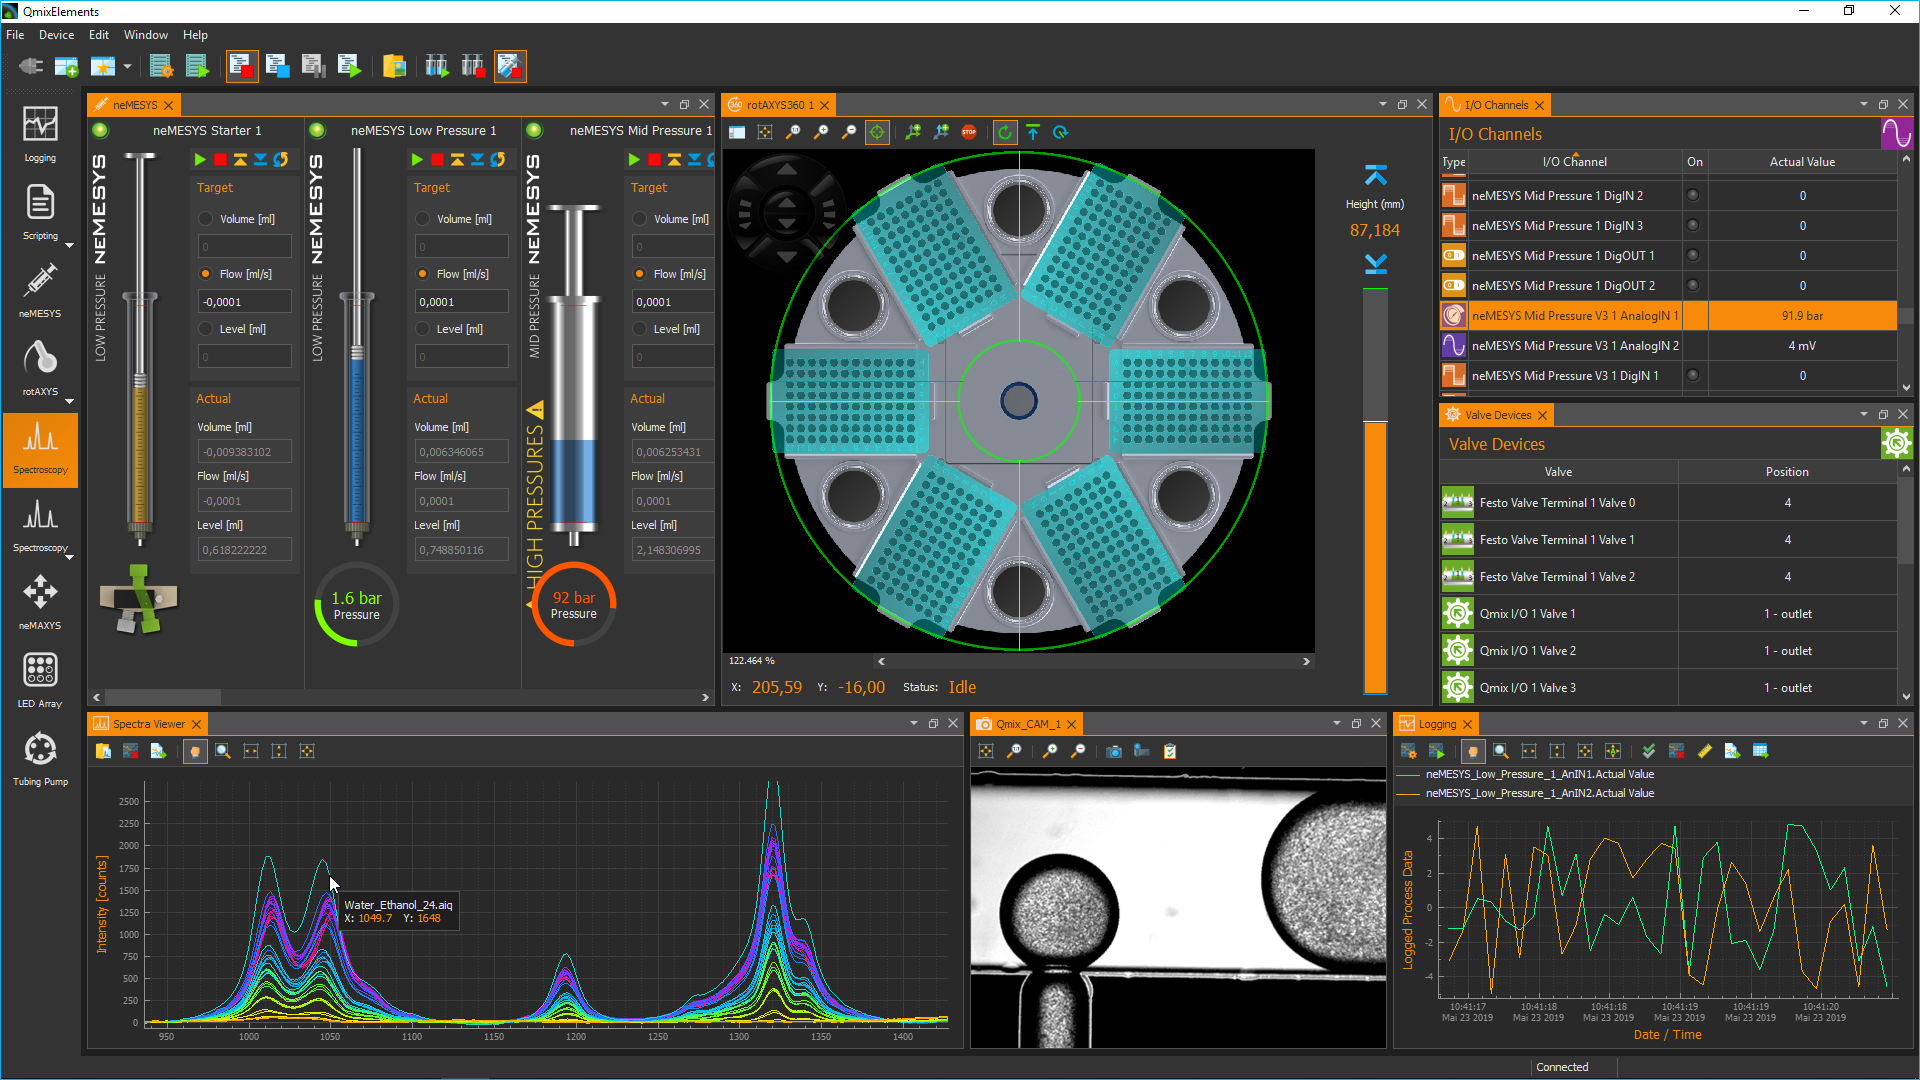 QmixElements
File Device Edit Window Help
Logging
Scripting
neMESYS
rotAXYS
Spectroscopy
Spectroscopy
neMAXYS
LED Array
Tubing Pump
neMESYS
neMESYS Starter 1
NEMESYS
LOW PRESSURE
Target
Volume [ml]
0
Flow [ml/s]
-0,0001
Level [ml]
0
Actual
Volume [ml]
-0,009383102
Flow [ml/s]
-0,0001
Level [ml]
0,618222222
neMESYS Low Pressure 1
NEMESYS
LOW PRESSURE
Target
Volume [ml]
0
Flow [ml/s]
0,0001
Level [ml]
0
Actual
Volume [ml]
0,006346065
Flow [ml/s]
0,0001
Level [ml]
0,748850116
1.6 bar
Pressure
neMESYS Mid Pressure 1
NEMESYS
MID PRESSURE
HIGH PRESSURES
Target
Volume [ml]
0
Flow [ml/s]
0,0001
Level [ml]
0
Actual
Volume [ml]
0,006253431
Flow [ml/s]
0,0001
Level [ml]
2,148306995
92 bar
Pressure
rotAXYS360 1
360
STOP
Height (mm)
87,184
122.464 %
X: 205,59 Y: -16,00 Status: Idle
I/O Channels
I/O Channels
Type I/O Channel On Actual Value
neMESYS Mid Pressure 1 DigIN 2 0
neMESYS Mid Pressure 1 DigIN 3 0
neMESYS Mid Pressure 1 DigOUT 1 0
neMESYS Mid Pressure 1 DigOUT 2 0
neMESYS Mid Pressure V3 1 AnalogIN 1 91.9 bar
neMESYS Mid Pressure V3 1 AnalogIN 2 4 mV
neMESYS Mid Pressure V3 1 DigIN 1 0
Valve Devices
Valve Devices
Valve Position
Festo Valve Terminal 1 Valve 0 4
Festo Valve Terminal 1 Valve 1 4
Festo Valve Terminal 1 Valve 2 4
Qmix I/O 1 Valve 1 1 - outlet
Qmix I/O 1 Valve 2 1 - outlet
Qmix I/O 1 Valve 3 1 - outlet
Spectra Viewer
Intensity [counts]
2500
2250
2000
1750
1500
1250
1000
750
500
250
0
950 1000 1050 1100 1150 1200 1250 1300 1350 1400
Water_Ethanol_24.aiq
X: 1049.7 Y: 1648
Qmix_CAM_1
Logging
neMESYS_Low_Pressure_1_AnIN1.Actual Value
neMESYS_Low_Pressure_1_AnIN2.Actual Value
Logged Process Data
4
2
0
-2
-4
10:41:17 10:41:18 10:41:18 10:41:19 10:41:19 10:41:20
Mai 23 2019 Mai 23 2019 Mai 23 2019 Mai 23 2019 Mai 23 2019 Mai 23 2019
Date / Time
Connected